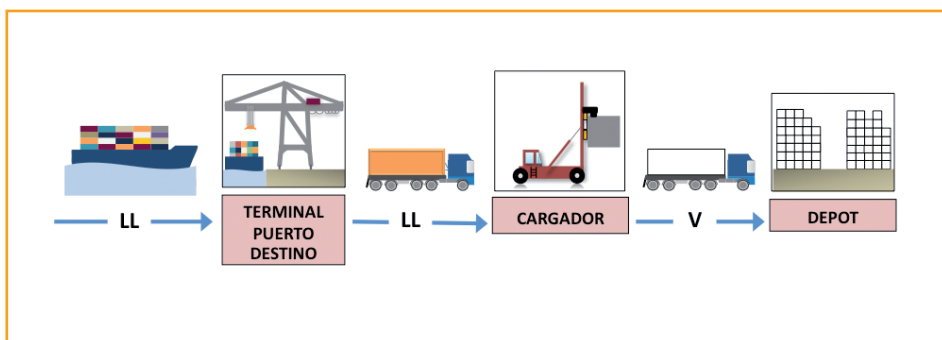 LL
TERMINAL
PUERTO
DESTINO
LL
CARGADOR
V
DEPOT